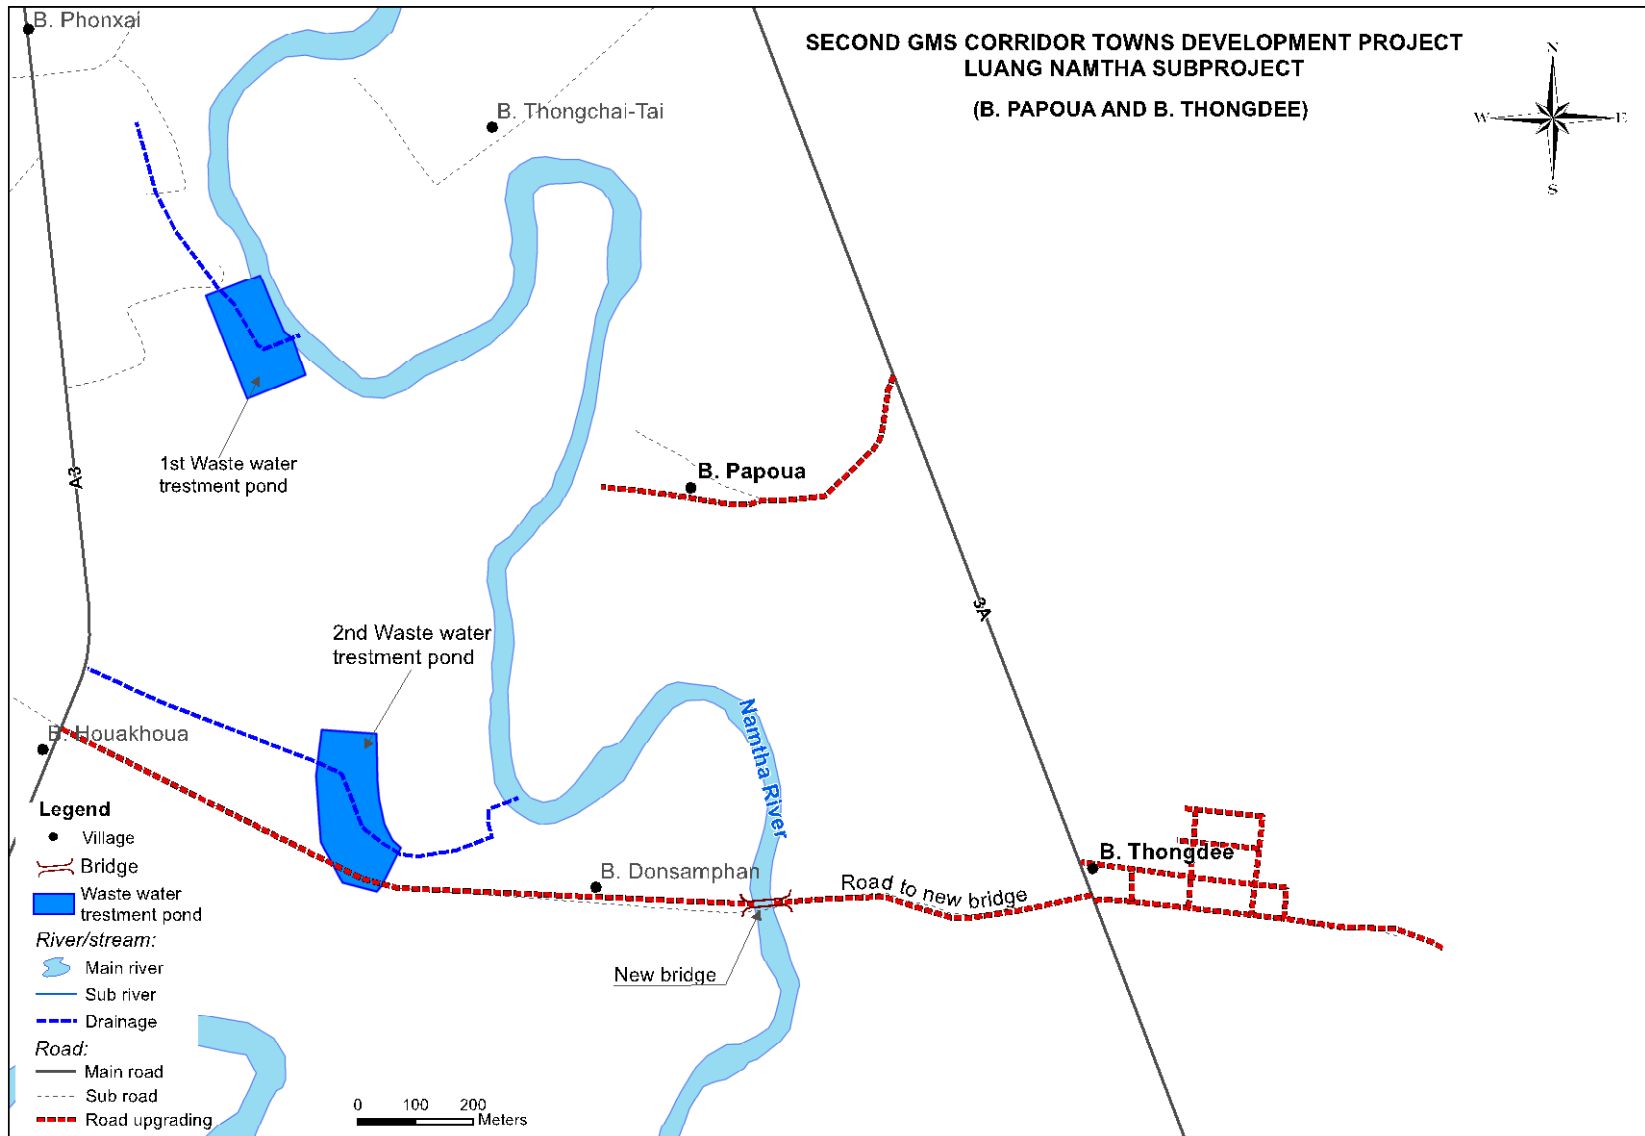 SECOND GMS CORRIDOR TOWNS DEVELOPMENT PROJECT
LUANG NAMTHA SUBPROJECT
(B. PAPOUA AND B. THONGDEE)
N
W
E
S
B. Phonxai
B. Thongchai-Tai
A3
1st Waste water
trestment pond
B. Papoua
3A
2nd Waste water
trestment pond
Namtha River
B. Houakhoua
B. Donsamphan
Road to new bridge
B. Thongdee
New bridge
Legend
Village
Bridge
Waste water
trestment pond
River/stream:
Main river
Sub river
Drainage
Road:
Main road
Sub road
Road upgrading
0 100 200
Meters